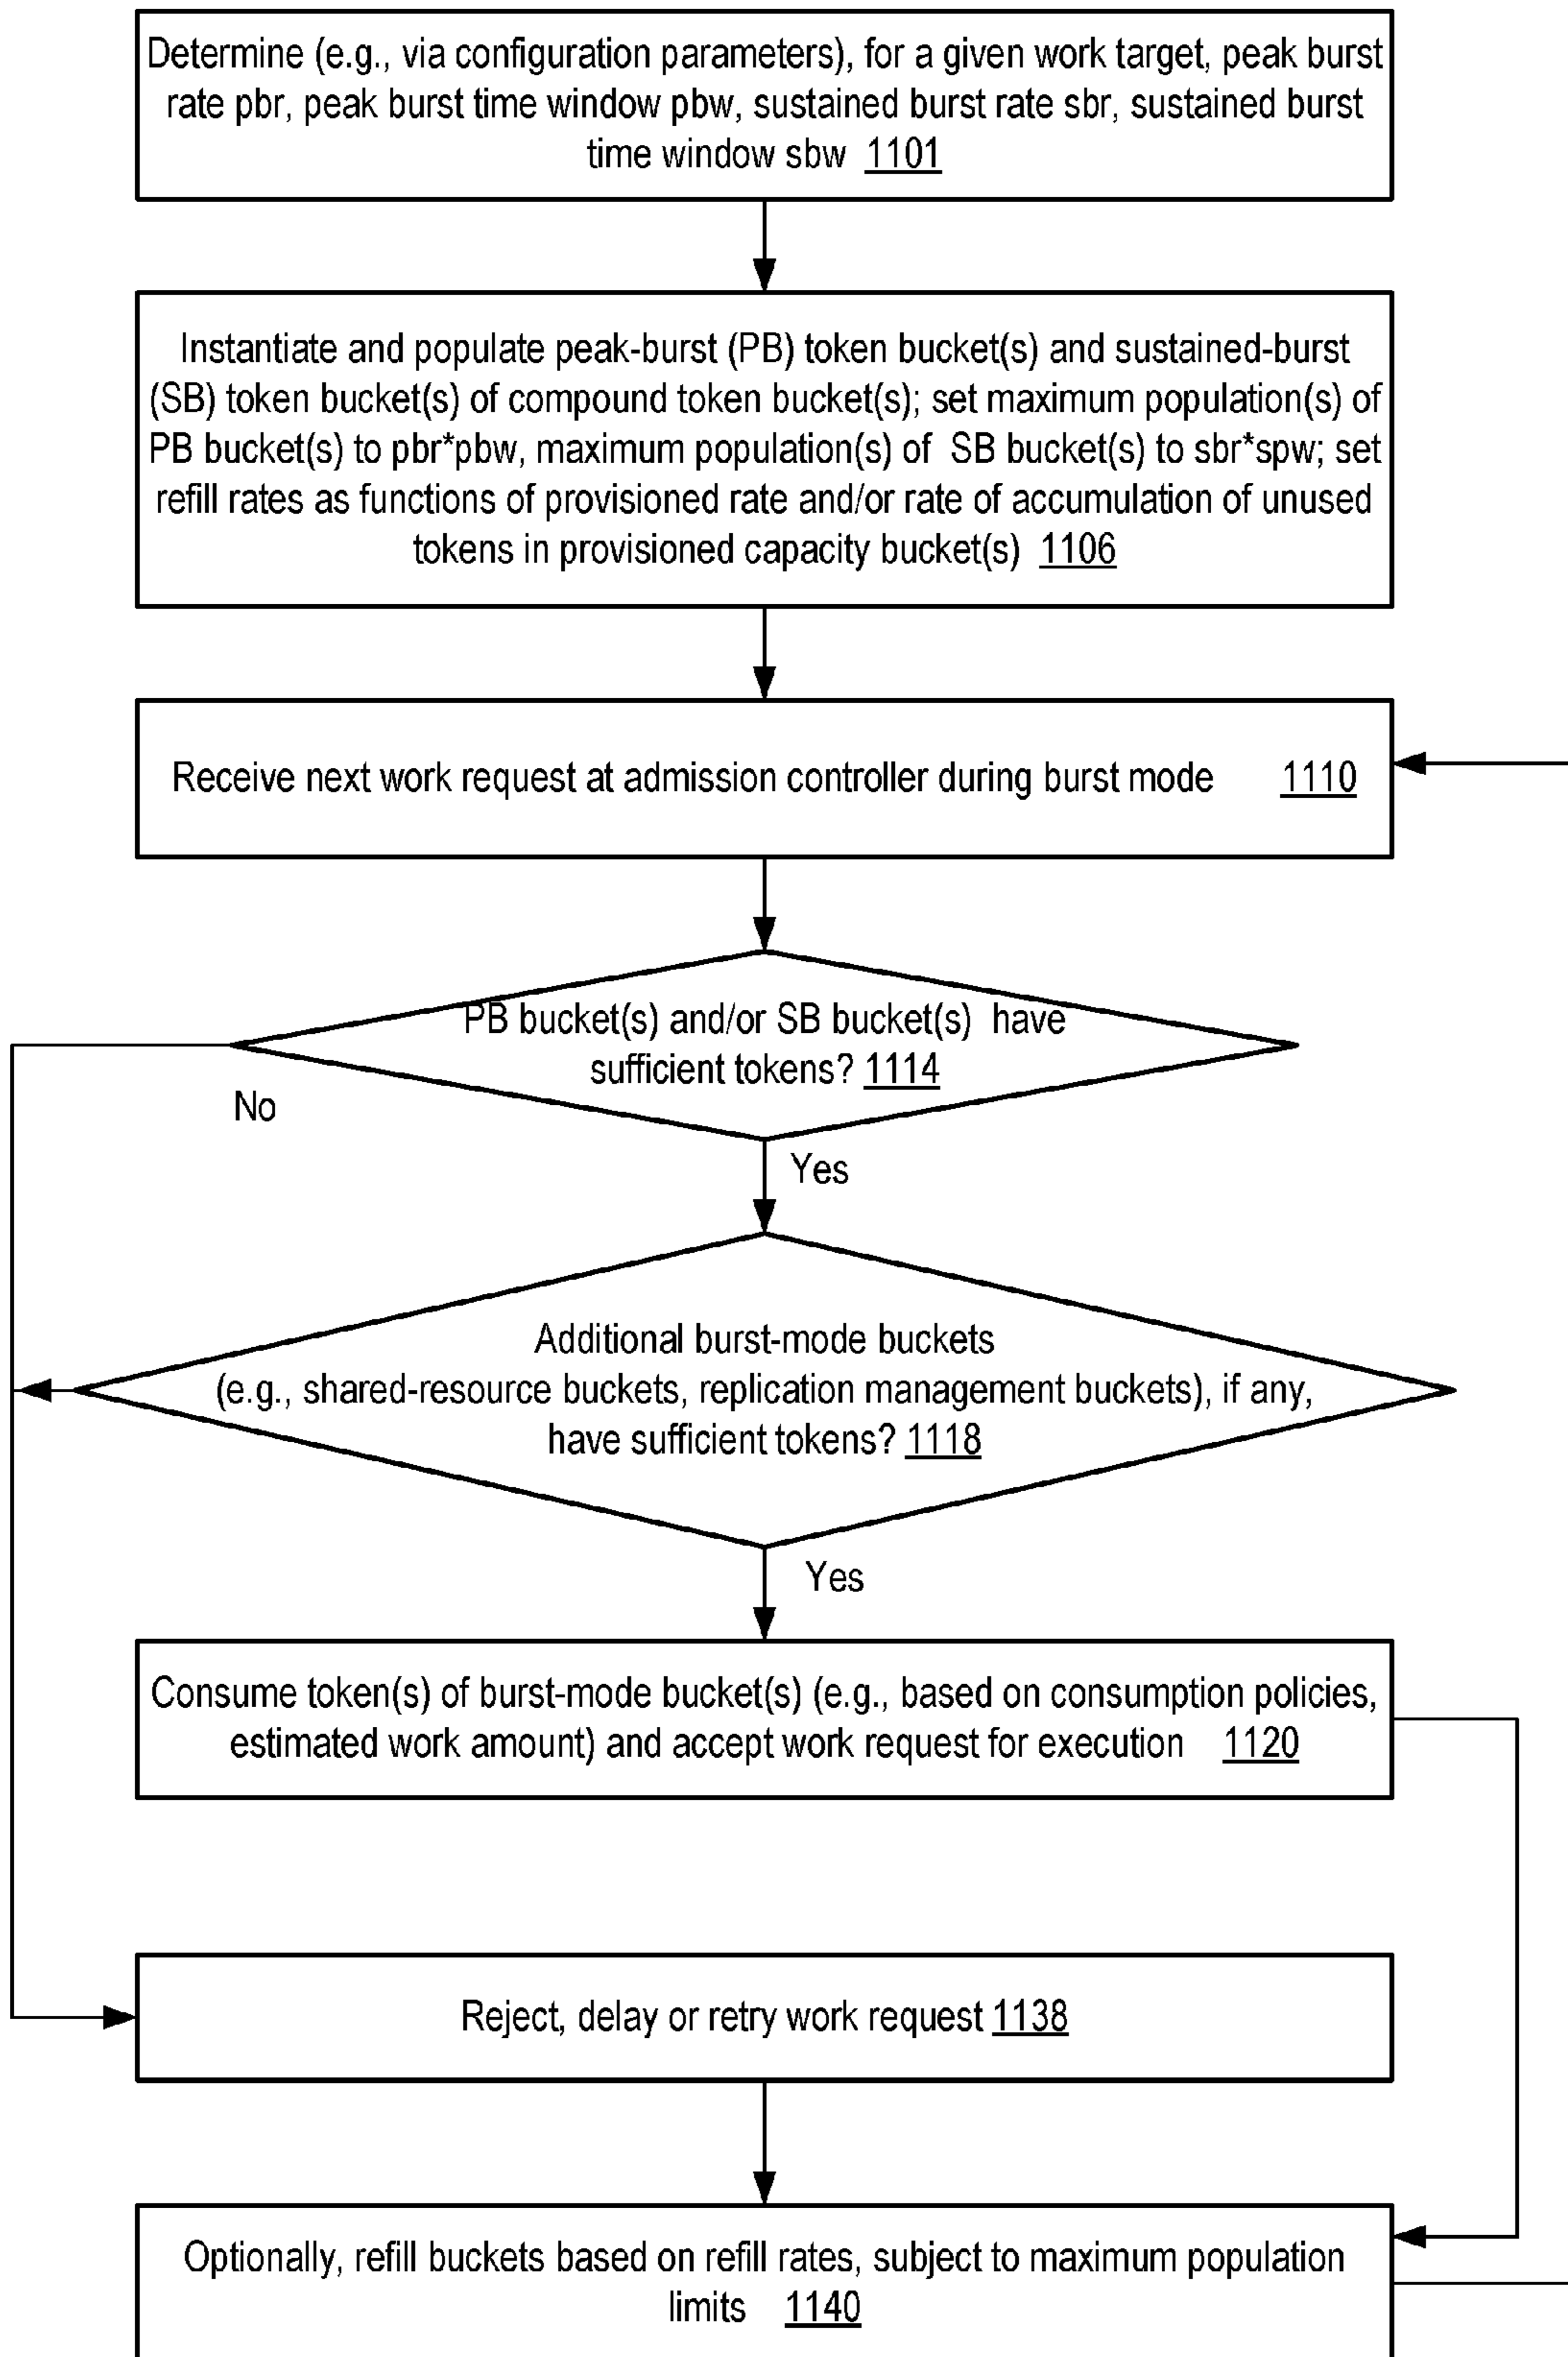 Determine (e.g., via configuration parameters), for a given work target, peak burst
rate pbr, peak burst time window pbw, sustained burst rate sbr, sustained burst
time window sbw 1101
Instantiate and populate peak-burst (PB) token bucket(s) and sustained-burst
(SB) token bucket(s) of compound token bucket(s); set maximum population(s) of
PB bucket(s) to pbr*pbw, maximum population(s) of SB bucket(s) to sbr*spw; set
refill rates as functions of provisioned rate and/or rate of accumulation of unused
tokens in provisioned capacity bucket(s) 1106
Receive next work request at admission controller during burst mode 1110
PB bucket(s) and/or SB bucket(s) have
sufficient tokens? 1114
No
Yes
Additional burst-mode buckets
(e.g., shared-resource buckets, replication management buckets), if any,
have sufficient tokens? 1118
Yes
Consume token(s) of burst-mode bucket(s) (e.g., based on consumption policies,
estimated work amount) and accept work request for execution 1120
Reject, delay or retry work request 1138
Optionally, refill buckets based on refill rates, subject to maximum population
limits 1140